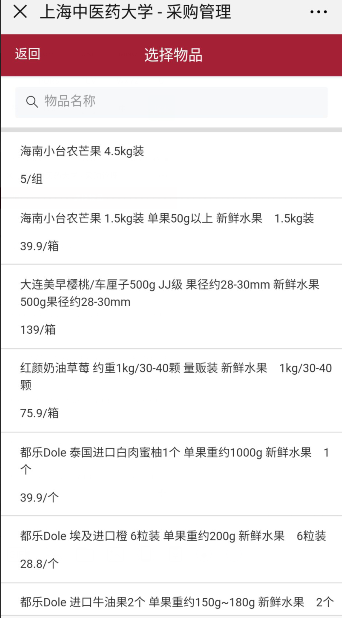 上海中医药大学 - 采购管理
返回
选择物品
物品名称
海南小台农芒果 4.5kg装
5/组
海南小台农芒果 1.5kg装 单果50g以上 新鲜水果 1.5kg装
39.9/箱
大连美早樱桃/车厘子500g JJ级 果径约28-30mm 新鲜水果
500g果径约28-30mm
139/箱
红颜奶油草莓 约重1kg/30-40颗 量贩装 新鲜水果 1kg/30-40
颗
75.9/箱
都乐Dole 泰国进口白肉蜜柚1个 单果重约1000g 新鲜水果 1
个
39.9/个
都乐Dole 埃及进口橙 6粒装 单果重约200g 新鲜水果 6粒装
28.8/个
都乐Dole 进口牛油果2个 单果重约150g~180g 新鲜水果 2个